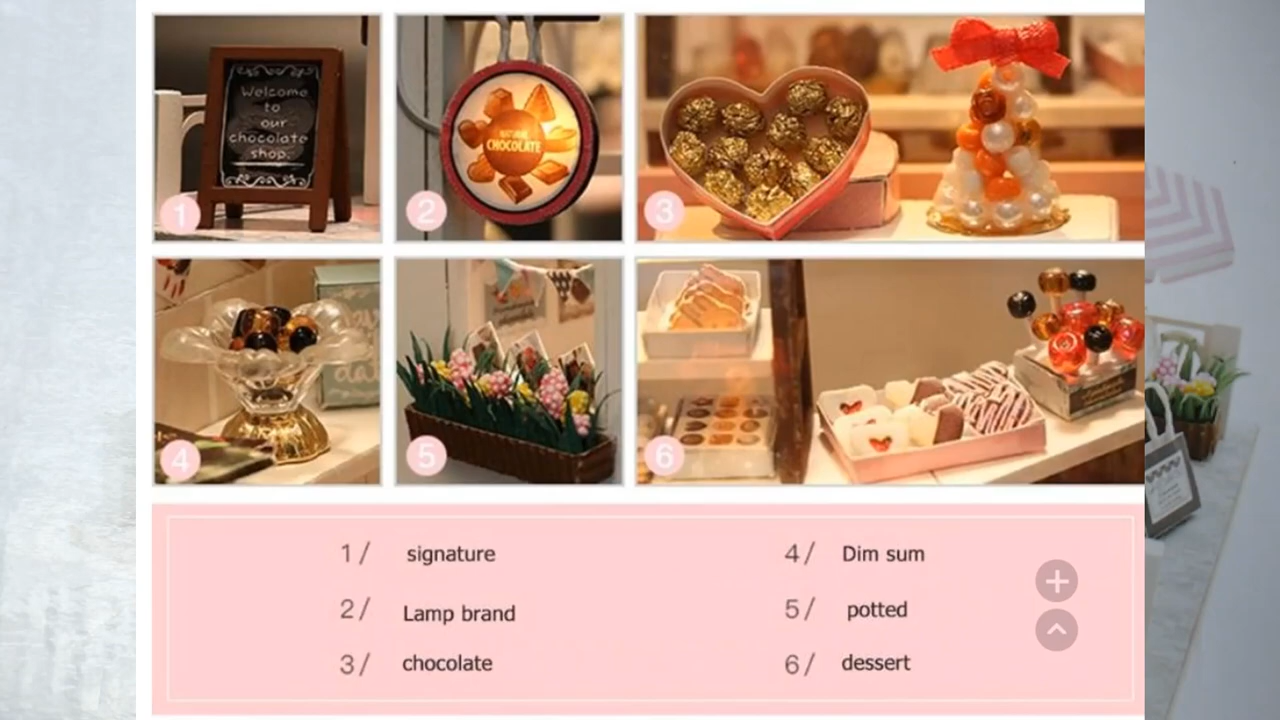 Welcome
to
our
chocolate
shop.
NATURAL
CHOCOLATE
1
2
3
4
5
6
1/ signature
4/ Dim sum
2/ Lamp brand
5/ potted
3/ chocolate
6/ dessert